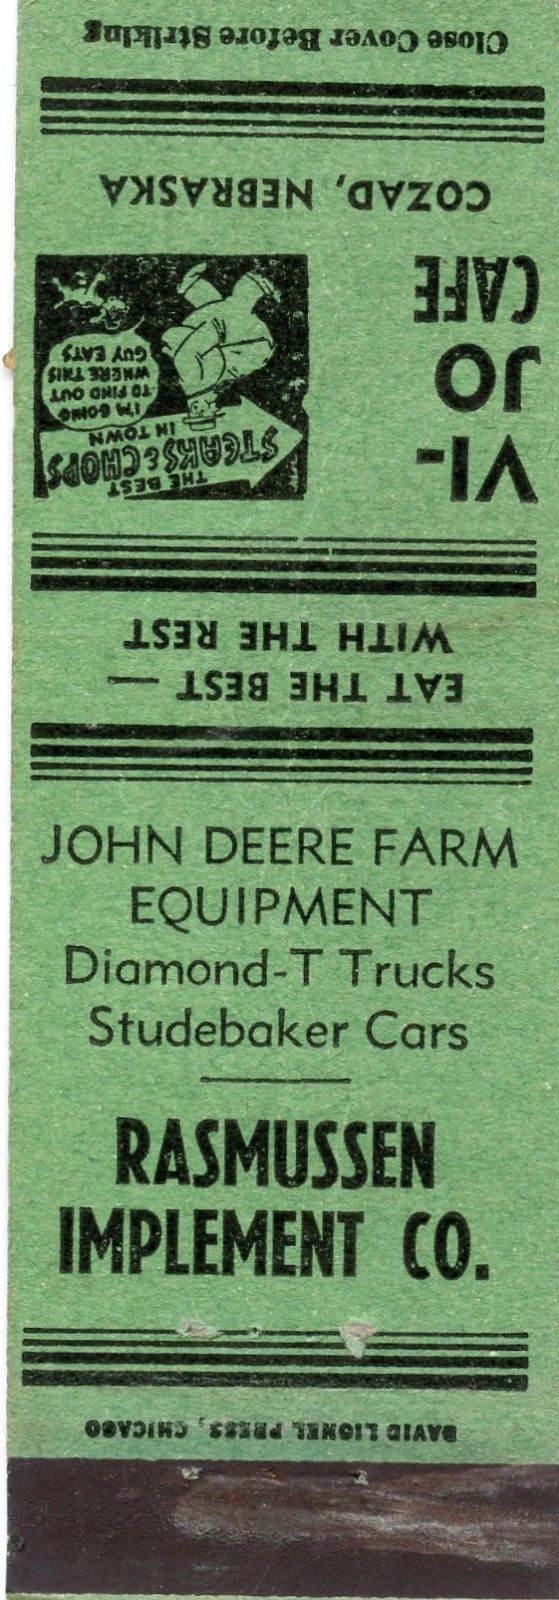 Close Cover Before Striking
COZAD, NEBRASKA
VI-
JO
CAFE
THE BEST
STEAKS & CHOPS
IN TOWN
I'M GOING
TO FIND OUT
WHERE THIS
GUY EATS
EAT THE BEST —
WITH THE REST
JOHN DEERE FARM
EQUIPMENT
Diamond-T Trucks
Studebaker Cars
RASMUSSEN
IMPLEMENT CO.
DAVID LIONEL PRESS, CHICAGO